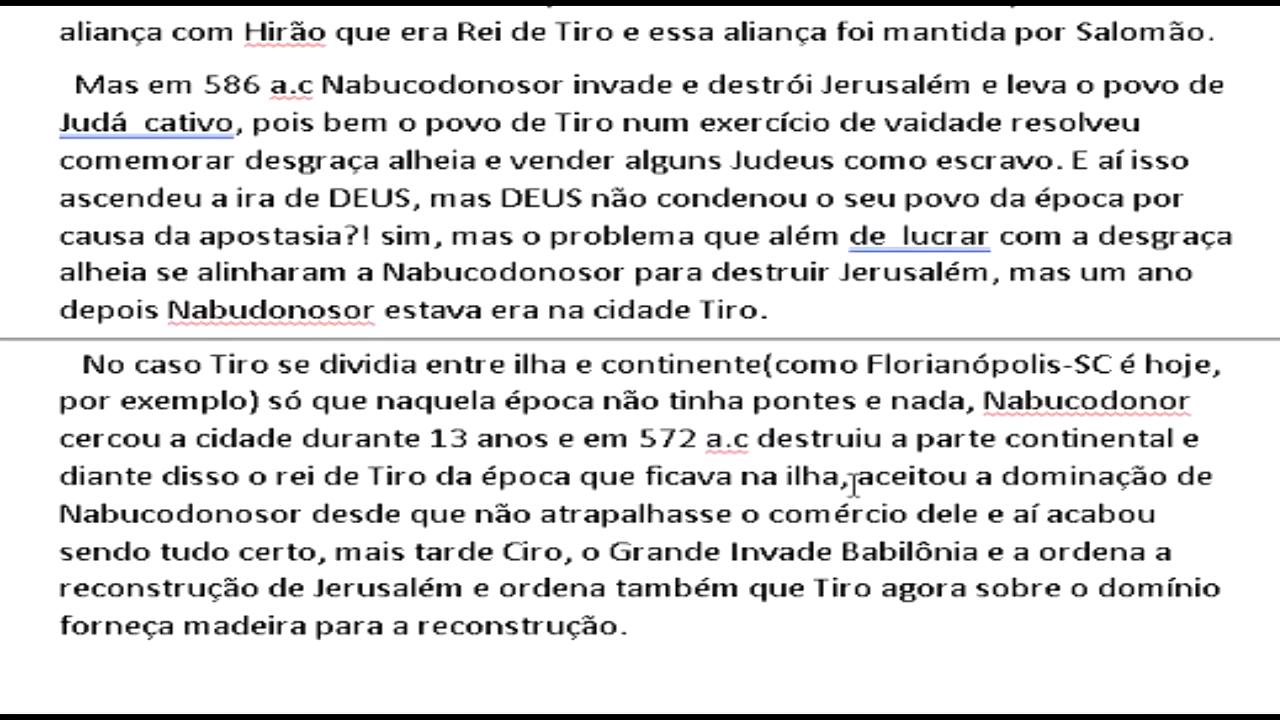 aliança com Hirão que era Rei de Tiro e essa aliança foi mantida por Salomão.
Mas em 586 a.c Nabucodonosor invade e destrói Jerusalém e leva o povo de
Judá  cativo, pois bem o povo de Tiro num exercício de vaidade resolveu
comemorar desgraça alheia e vender alguns Judeus como escravo. E aí isso
ascendeu a ira de DEUS, mas DEUS não condenou o seu povo da época por
causa da apostasia?! sim, mas o problema que além de  lucrar com a desgraça
alheia se alinharam a Nabucodonosor para destruir Jerusalém, mas um ano
depois Nabudonosor estava era na cidade Tiro.
No caso Tiro se dividia entre ilha e continente(como Florianópolis-SC é hoje,
por exemplo) só que naquela época não tinha pontes e nada, Nabucodonor
cercou a cidade durante 13 anos e em 572 a.c destruiu a parte continental e
diante disso o rei de Tiro da época que ficava na ilha, aceitou a dominação de
Nabucodonosor desde que não atrapalhasse o comércio dele e aí acabou
sendo tudo certo, mais tarde Ciro, o Grande Invade Babilônia e a ordena a
reconstrução de Jerusalém e ordena também que Tiro agora sobre o domínio
forneça madeira para a reconstrução.